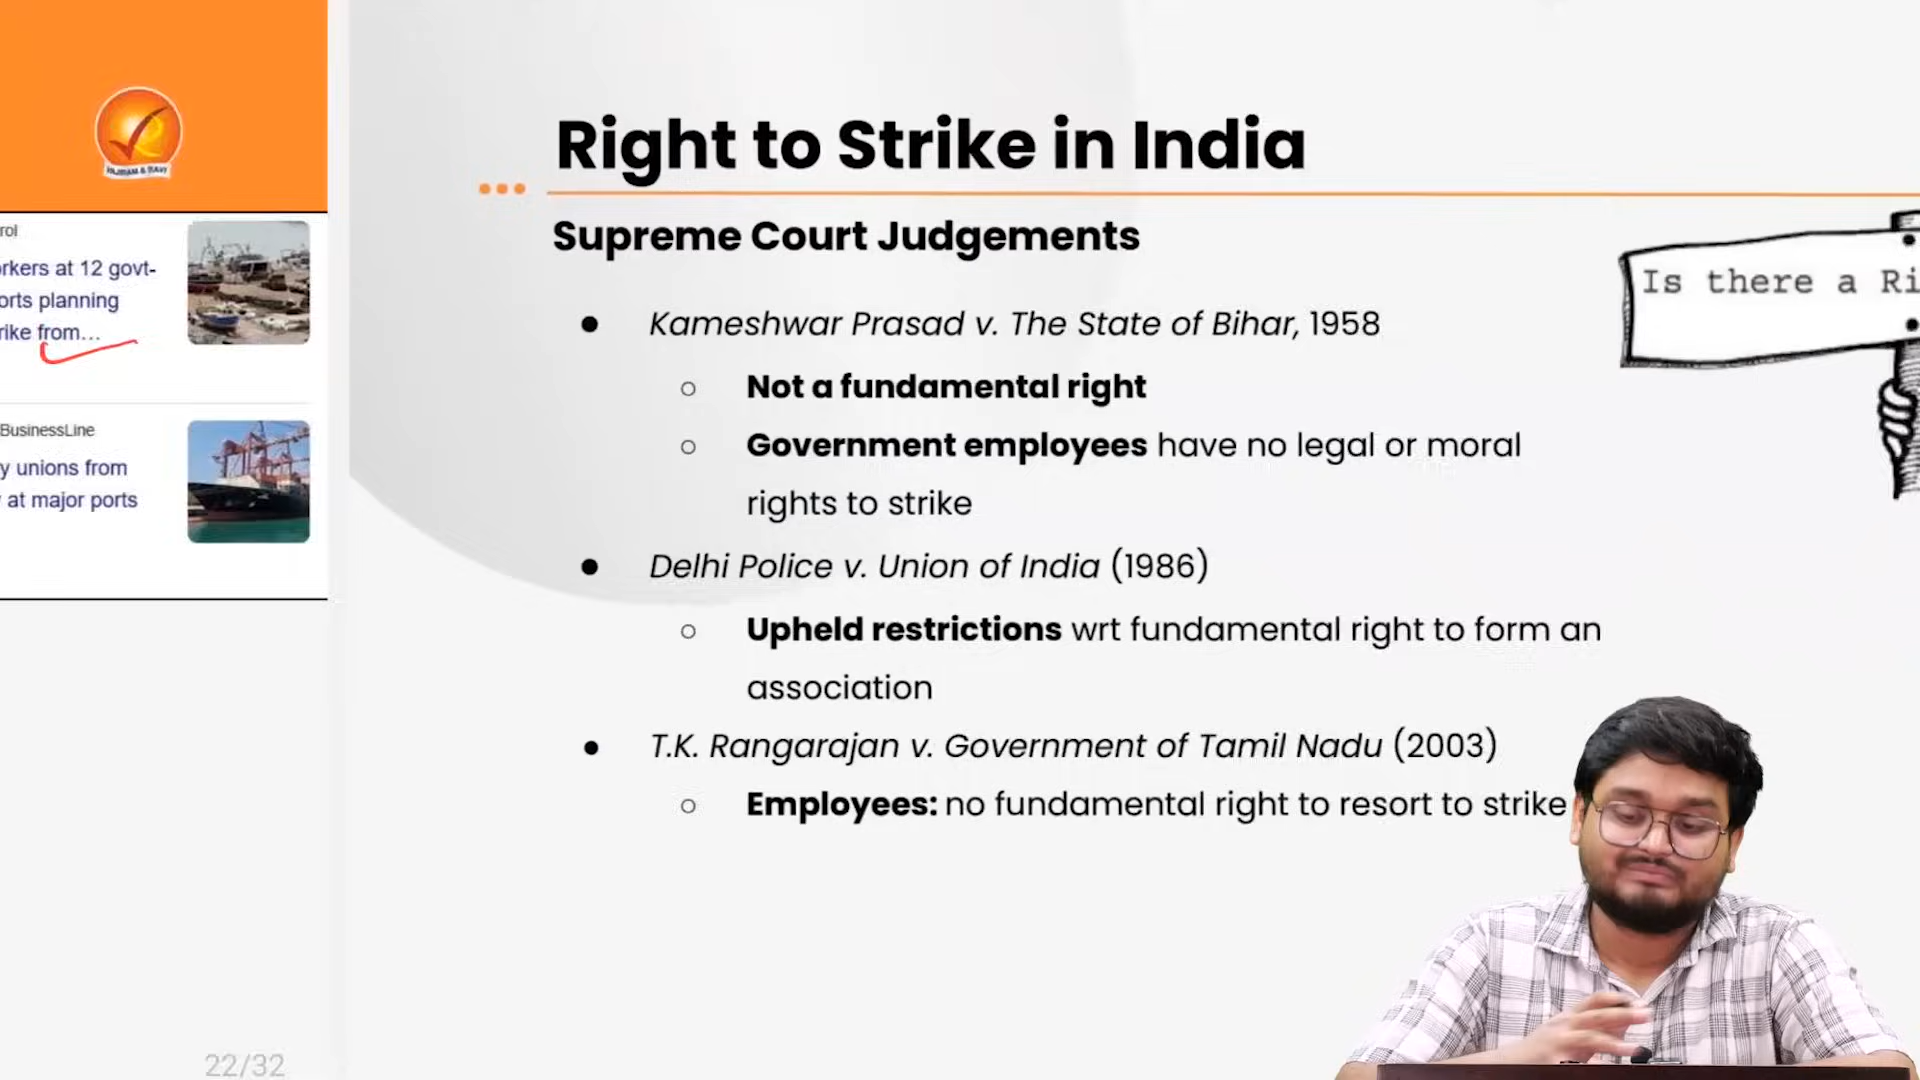 Right to Strike in India
Supreme Court Judgements
● Kameshwar Prasad v. The State of Bihar, 1958
○ Not a fundamental right
○ Government employees have no legal or moral
rights to strike
● Delhi Police v. Union of India (1986)
○ Upheld restrictions wrt fundamental right to form an
association
● T.K. Rangarajan v. Government of Tamil Nadu (2003)
○ Employees: no fundamental right to resort to strike
rol
rkers at 12 govt-
orts planning
rike from...
BusinessLine
y unions from
at major ports
Is there a Ri
22/32